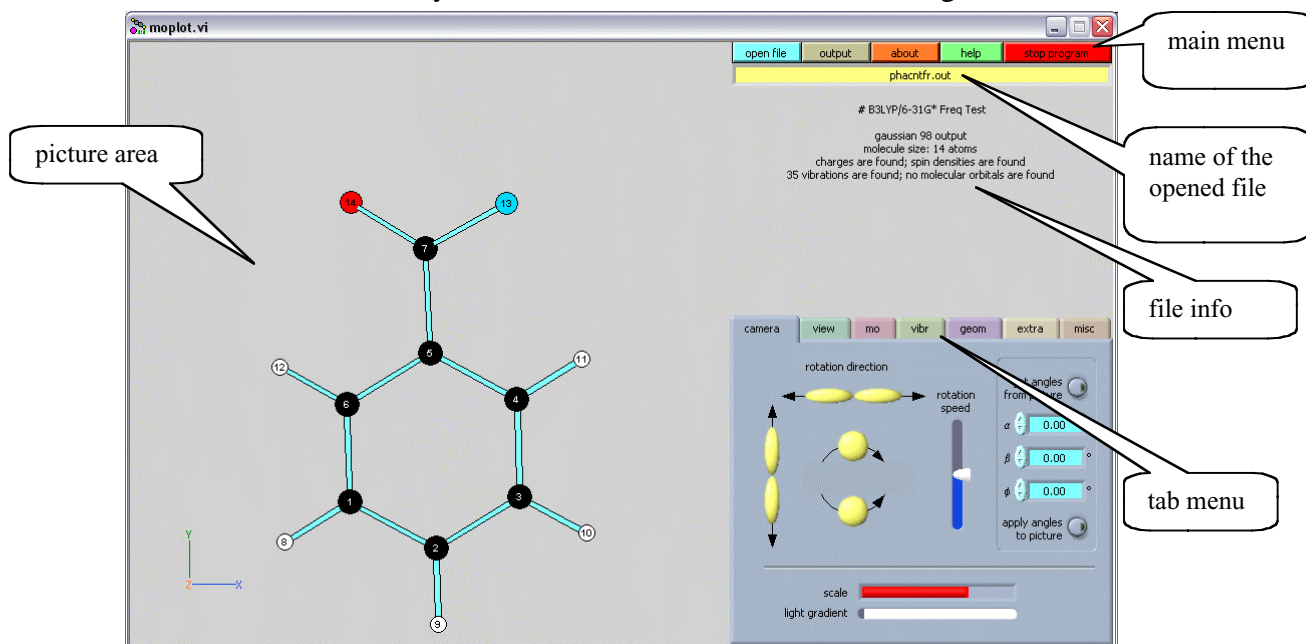 moplot.vi
open file output about help stop program
main menu
phacntfr.out
# B3LYP/6-31G* Freq Test
gaussian 98 output
molecule size: 14 atoms
charges are found; spin densities are found
35 vibrations are found; no molecular orbitals are found
picture area
name of the
opened file
file info
14
13
7
5
12
11
6
4
1
3
8
2
10
9
Y
Z X
camera view mo vibr geom extra misc
rotation direction
rotation
speed
angles
from picture
α 0.00
β 0.00 °
ϕ 0.00 °
apply angles
to picture
tab menu
scale
light gradient